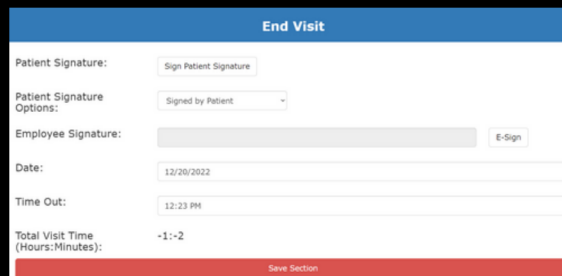 End Visit
Patient Signature:
Sign Patient Signature
Patient Signature
Options:
Signed by Patient
Employee Signature:
E-Sign
Date:
12/20/2022
Time Out:
12:23 PM
Total Visit Time
(Hours:Minutes):
-1:-2
Save Section